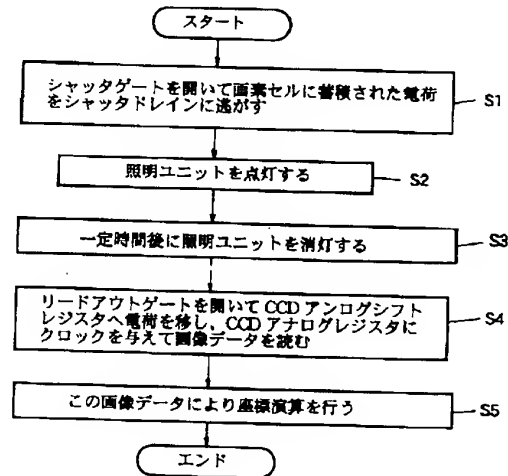 スタート
シャッタゲートを開いて画素セルに蓄積された電荷
をシャッタドレインに逃がす
S1
照明ユニットを点灯する
S2
一定時間後に照明ユニットを消灯する
S3
リードアウトゲートを開いてCCDアンログシフト
レジスタへ電荷を移し、CCDアナログレジスタに
クロックを与えて画像データを読む
S4
この画像データにより座標演算を行う
S5
エンド